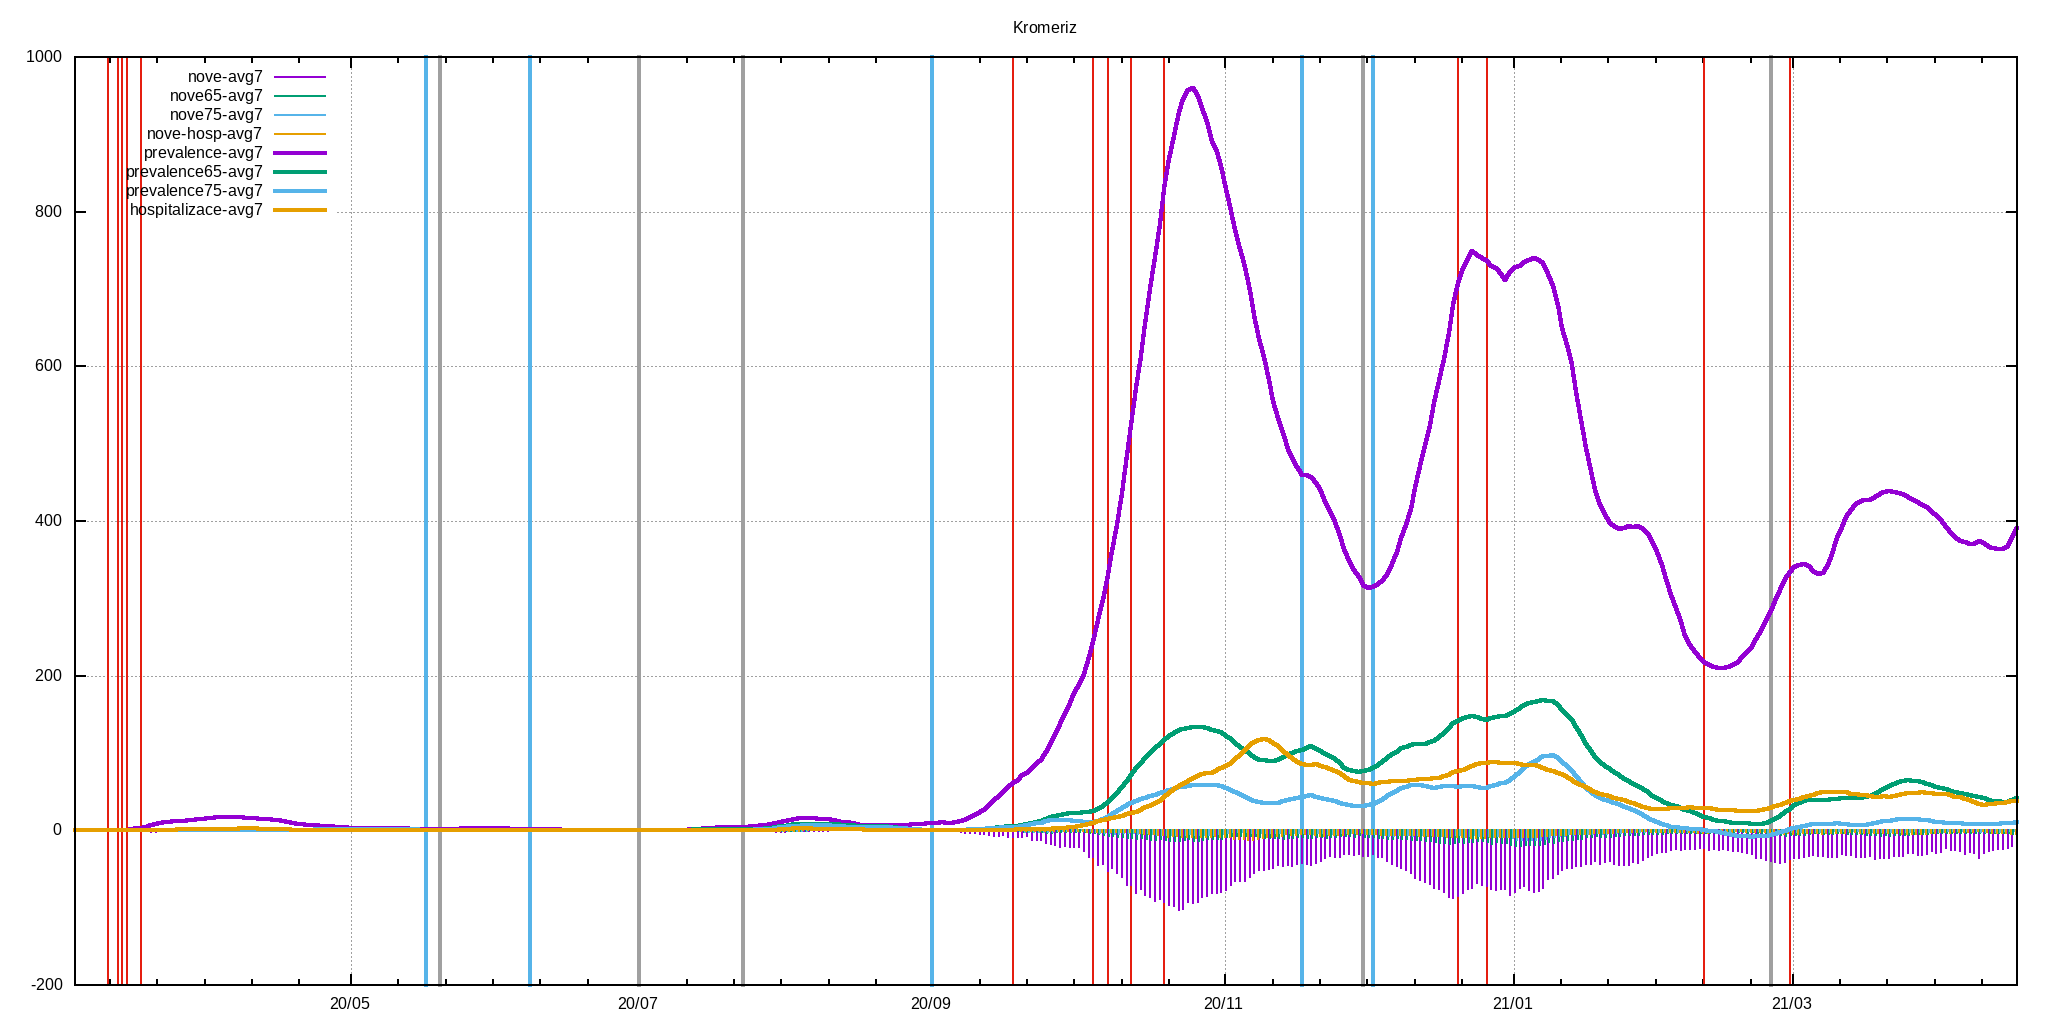 Kromeriz
1000
800
600
400
200
0
-200
nove-avg7
nove65-avg7
nove75-avg7
nove-hosp-avg7
prevalence-avg7
prevalence65-avg7
prevalence75-avg7
hospitalizace-avg7
20/05
20/07
20/09
20/11
21/01
21/03